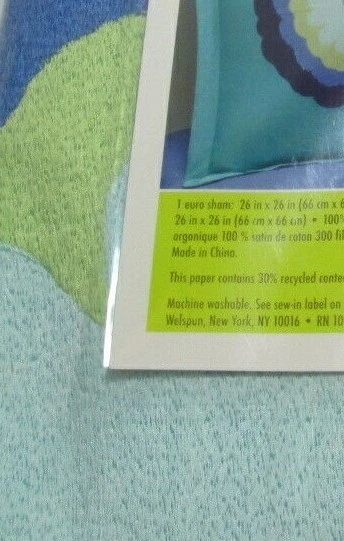 1 euro sham: 26 in x 26 in (66 cm x 6
26 in x 26 in (66 cm x 66 cm) • 100%
organique 100 % satin de coton 300 fil
Made in China.
This paper contains 30% recycled conte
Machine washable. See sew-in label on
Welspun, New York, NY 10016 • RN 10